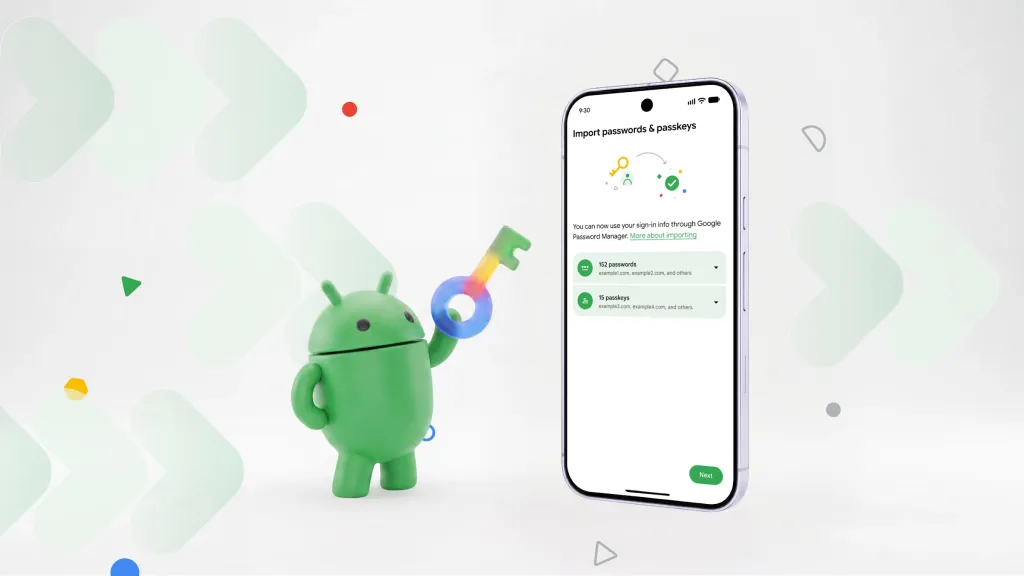 9:30
Import passwords & passkeys
You can now use your sign-in info through Google
Password Manager. More about importing
152 passwords
example1.com, example2.com, and others
15 passkeys
example3.com, example4.com, and others
Next